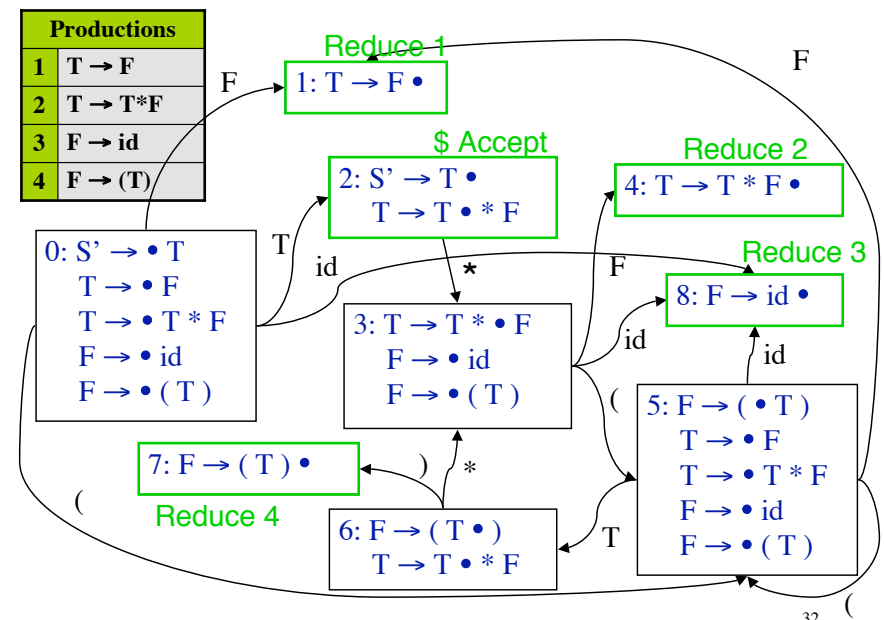 Productions
1 T → F
2 T → T*F
3 F → id
4 F → (T)
Reduce 1
1: T → F •
F
F
$ Accept
2: S’ → T •
T → T • * F
Reduce 2
4: T → T * F •
0: S’ → • T
T → • F
T → • T * F
F → • id
F → • ( T )
T
id
*
F
Reduce 3
8: F → id •
3: T → T * • F
F → • id
F → • ( T )
id
id
(
5: F → ( • T )
T → • F
T → • T * F
F → • id
F → • ( T )
7: F → ( T ) •
Reduce 4
)
*
(
6: F → ( T • )
T → T • * F
T
(
32